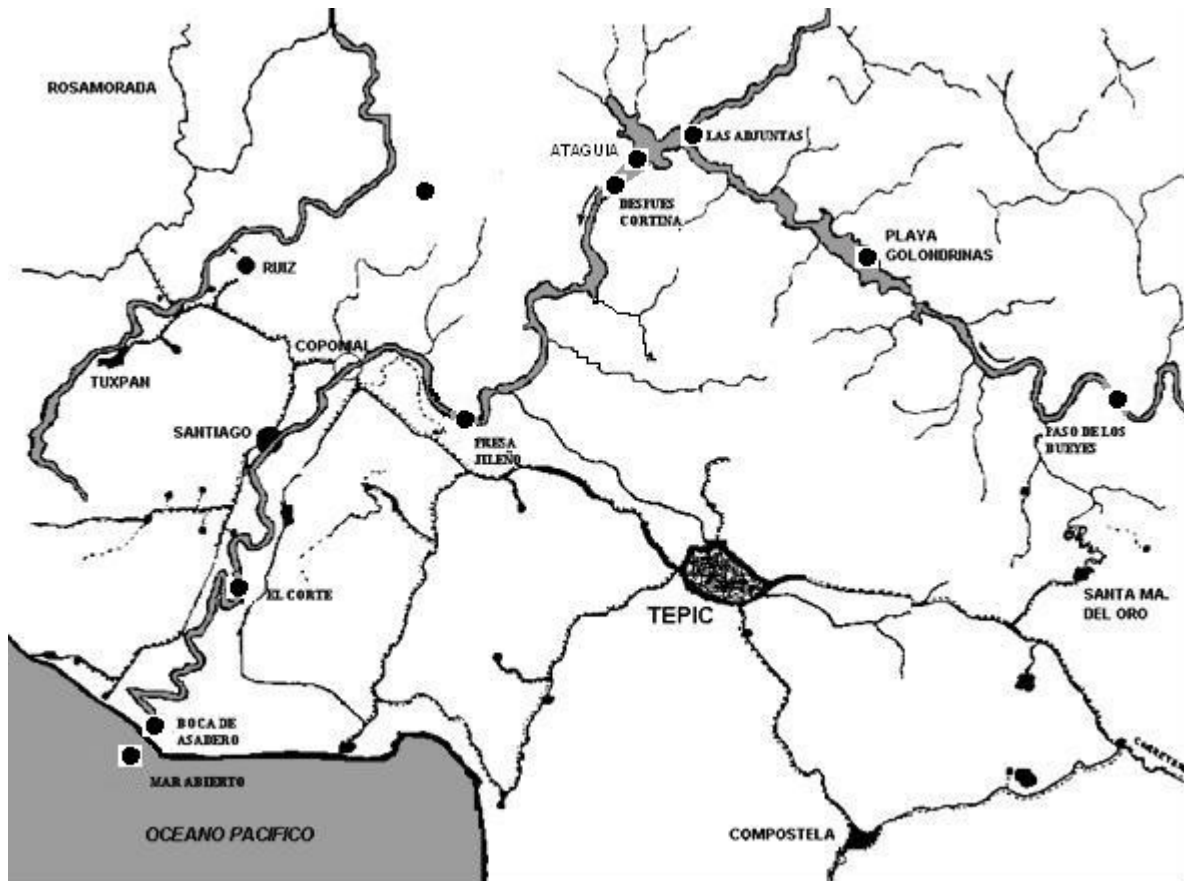 ROSAMORADA
ATAGUIA
LAS ADJUNTAS
DESPUES
CORTINA
PLAYA
GOLONDRINAS
RUIZ
COPOMAL
TUXPAN
SANTIAGO
PRESA
JILEÑO
PASO DE LOS
BUEYES
EL CORTE
SANTA MA.
DEL ORO
TEPIC
BOCA DE
ASADERO
MAR ABIERTO
OCEANO PACIFICO
COMPOSTELA